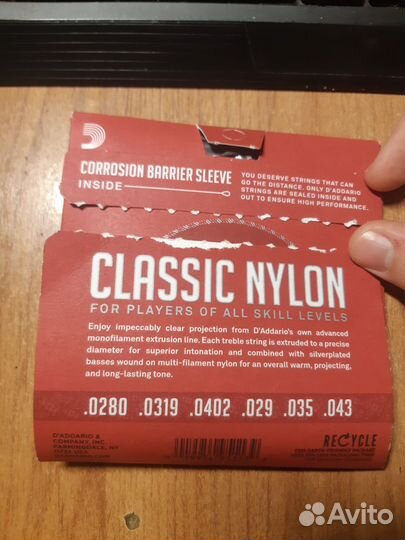 CORROSION BARRIER SLEEVE
INSIDE
YOU DESERVE STRINGS THAT CAN
GO THE DISTANCE. ONLY D'ADDARIO
STRINGS ARE SEALED INSIDE AND
OUT TO ENSURE HIGH PERFORMANCE.
CLASSIC NYLON
FOR PLAYERS OF ALL SKILL LEVELS
Enjoy impeccably clear projection from D'Addario's own advanced
monofilament extrusion line. Each treble string is extruded to a precise
diameter for superior intonation and combined with silverplated
basses wound on multi-filament nylon for an overall warm, projecting,
and long-lasting tone.
.0280 .0319 .0402 .029 .035 .043
D'ADDARIO &
COMPANY, INC.
FARMINGDALE, NY
11735 USA
RECYCLE
Avito